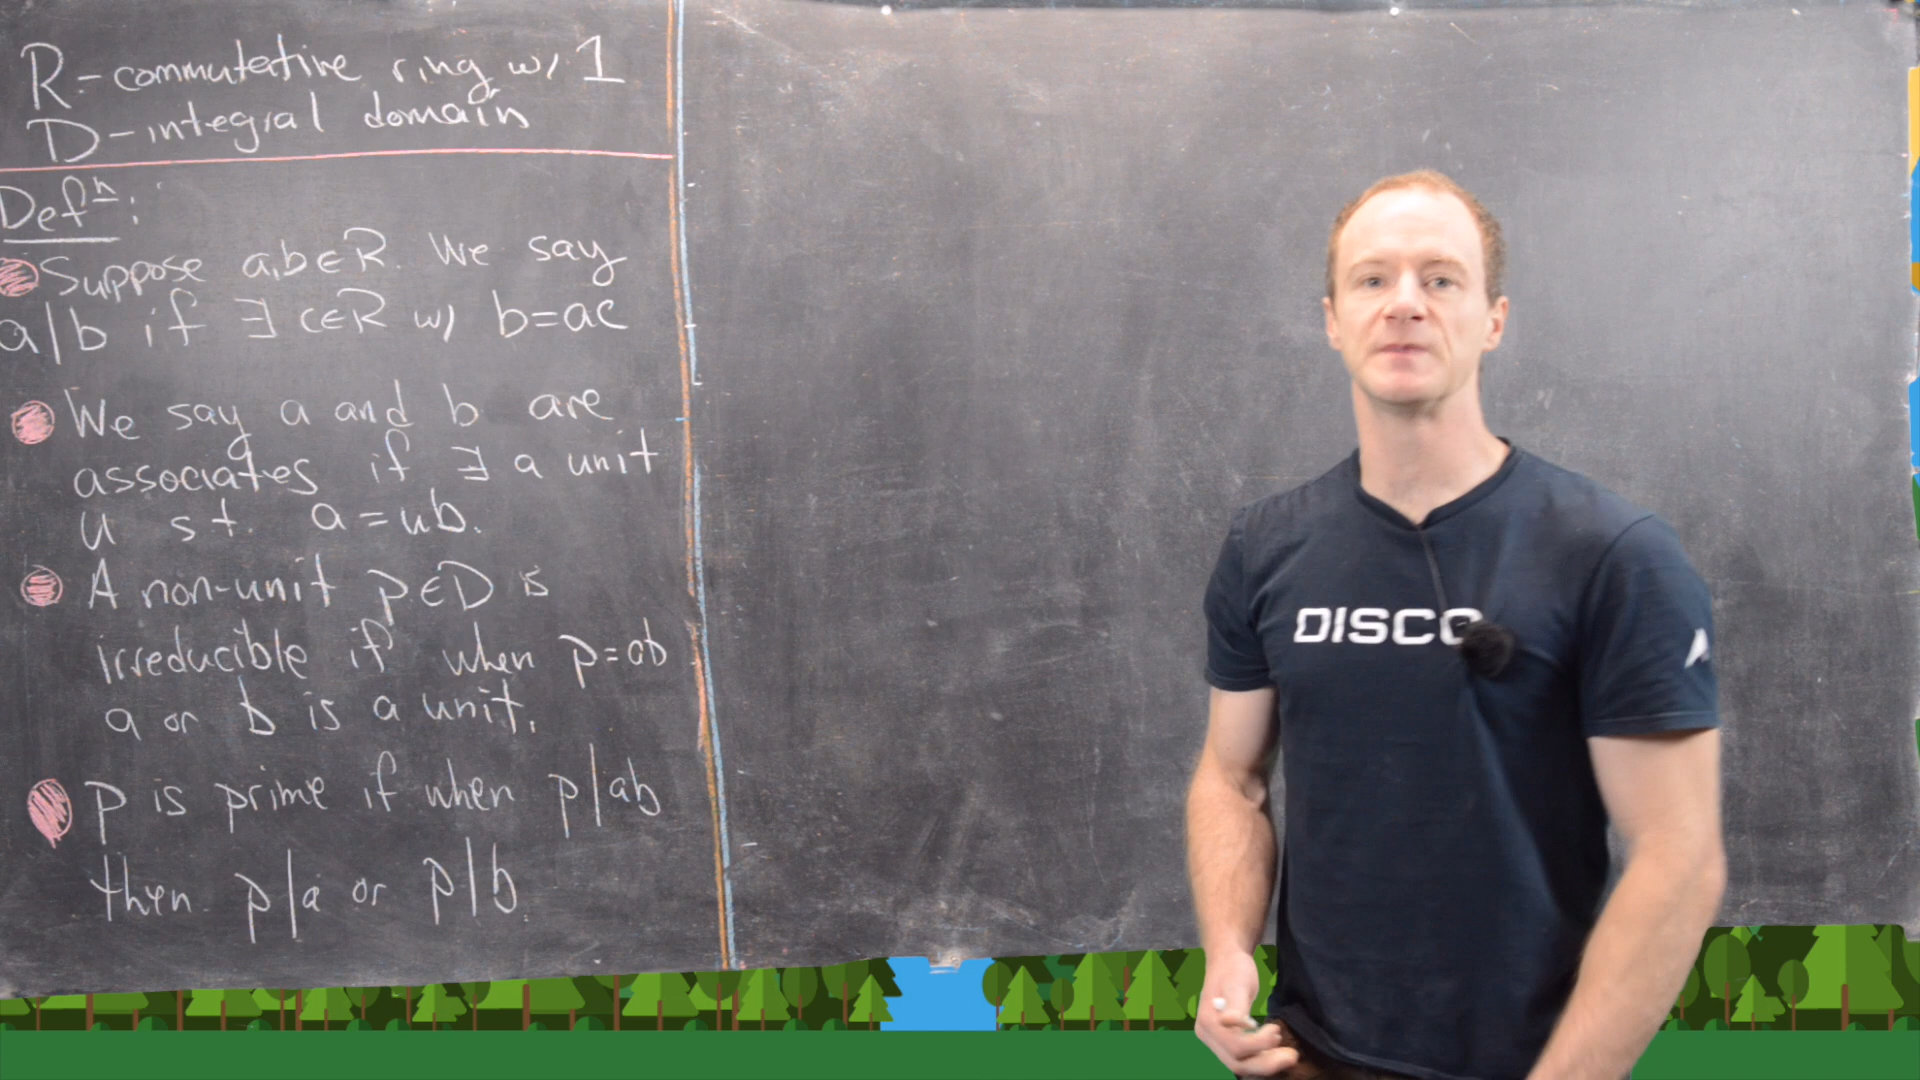 R - commutative ring w/ 1
D - integral domain
Defⁿ:
Suppose a,b∈R. We say
a|b if ∃ c∈R w/ b=ac
We say a and b are
associates if ∃ a unit
u s.t. a=ub.
A non-unit p∈D is
irreducible if when p=ab
a or b is a unit.
p is prime if when p|ab
then p|a or p|b.
DISC